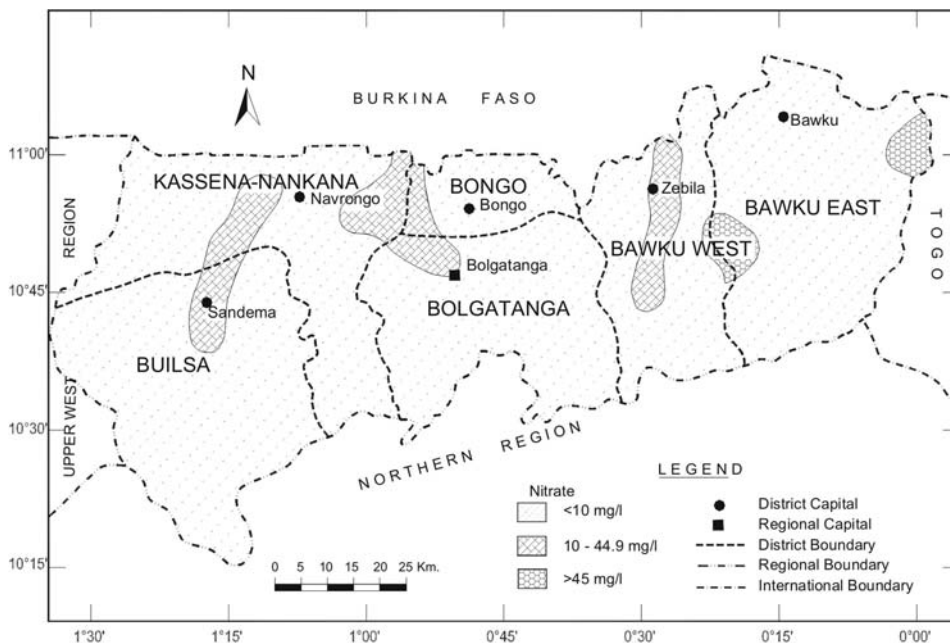 N
BURKINA FASO
Bawku
11°00'
KASSENA-NANKANA
BONGO
Navrongo
Bongo
Zebila
BAWKU EAST
REGION
TOGO
BAWKU WEST
Bolgatanga
10°45'
Sandema
BOLGATANGA
BUILSA
10°30'
UPPER WEST
NORTHERN REGION
LEGEND
Nitrate
<10 mg/l
10 - 44.9 mg/l
>45 mg/l
District Capital
Regional Capital
District Boundary
Regional Boundary
International Boundary
10°15'
0 5 10 15 20 25 Km.
1°30' 1°15' 1°00' 0°45' 0°30' 0°15' 0°00'